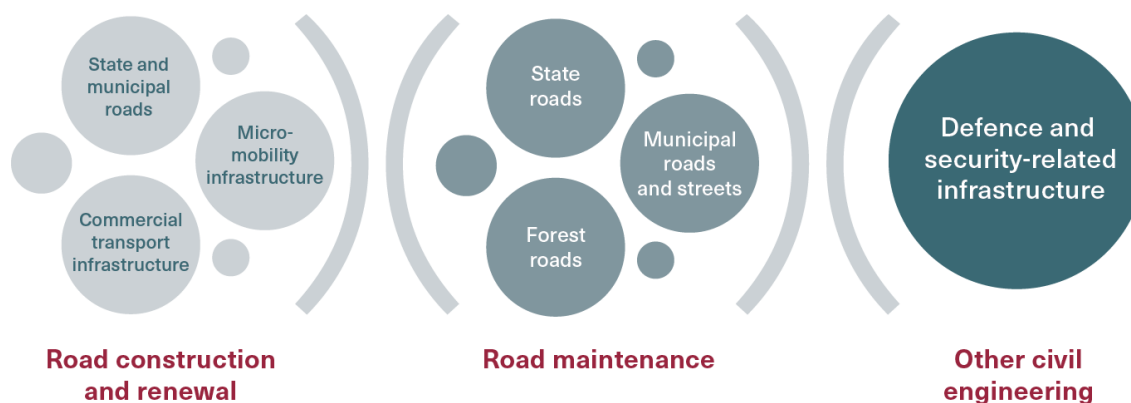 State and
municipal
roads
Micro-
mobility
infrastructure
Commercial
transport
infrastructure
Road construction
and renewal
State
roads
Municipal
roads
and streets
Forest
roads
Road maintenance
Defence and
security-related
infrastructure
Other civil
engineering